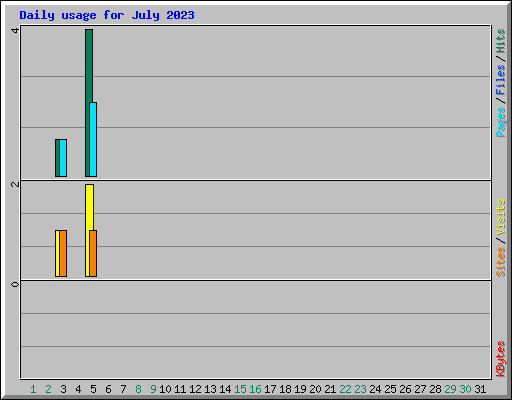 Daily usage for July 2023
4
2
0
Pages/Files/Hits
Sites/Visits
KBytes
1 2 3 4 5 6 7 8 9 10 11 12 13 14 15 16 17 18 19 20 21 22 23 24 25 26 27 28 29 30 31